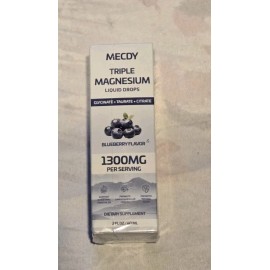 MECDY
TRIPLE
MAGNESIUM
LIQUID DROPS
GLYCINATE + TAURATE + CITRATE
BLUEBERRY FLAVOR
1300MG
PER SERVING
DIETARY SUPPLEMENT